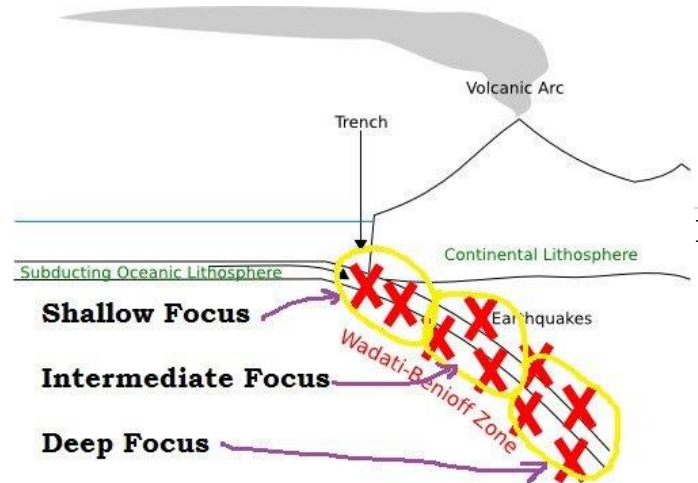 Volcanic Arc
Trench
Continental Lithosphere
Subducting Oceanic Lithosphere
Shallow Focus
Earthquakes
Wadati-Benioff Zone
Intermediate Focus
Deep Focus